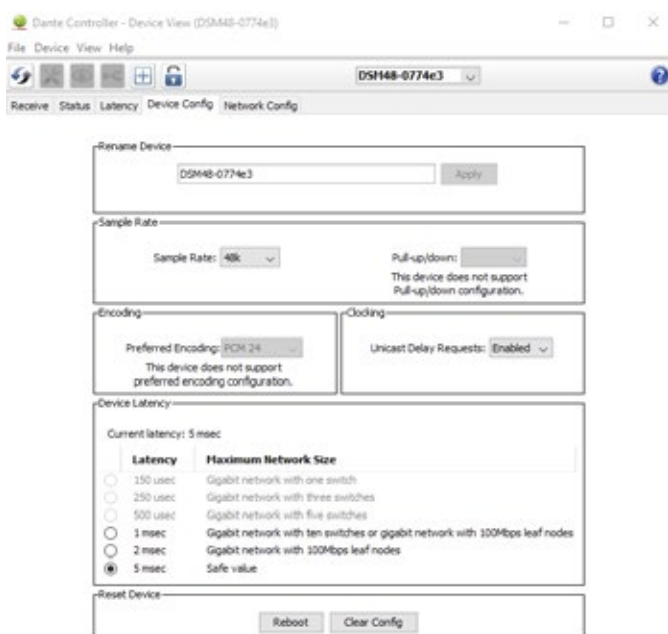 Dante Controller - Device View (DSM48-0774e3)
File Device View Help
DSM48-0774e3
?
Receive Status Latency Device Config Network Config
Rename Device
DSM48-0774e3 Apply
Sample Rate
Sample Rate: 48k Pull-up/down:
This device does not support
Pull-up/down configuration.
Encoding Clocking
Preferred Encoding: PCM 24 Unicast Delay Requests: Enabled
This device does not support
preferred encoding configuration.
Device Latency
Current latency: 5 msec
Latency Maximum Network Size
150 usec Gigabit network with one switch
250 usec Gigabit network with three switches
500 usec Gigabit network with five switches
1 msec Gigabit network with ten switches or gigabit network with 100Mbps leaf nodes
2 msec Gigabit network with 100Mbps leaf nodes
5 msec Safe value
Reset Device
Reboot Clear Config